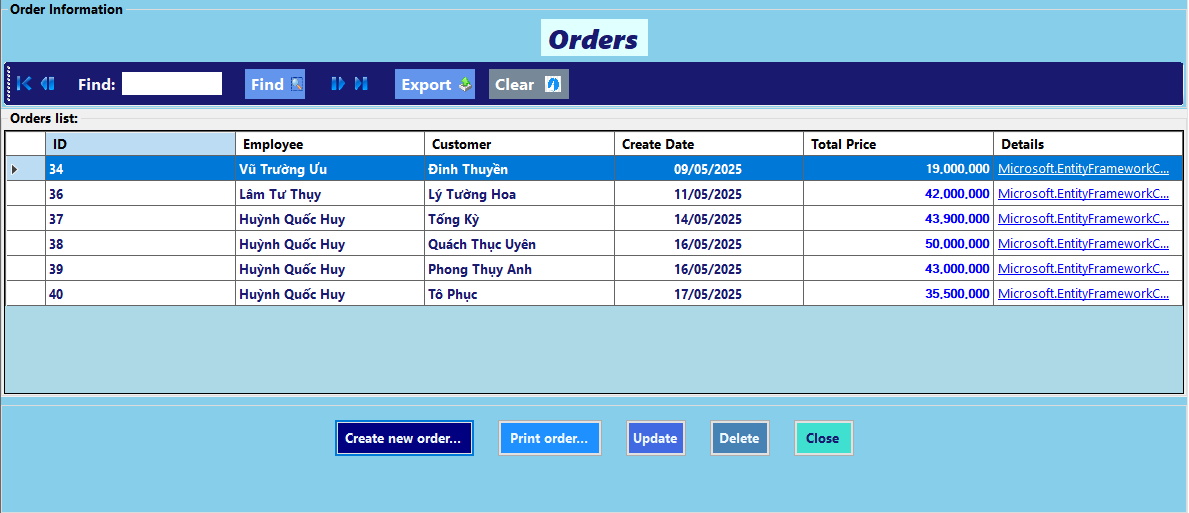 Order Information
Orders
Find: Find Export Clear
Orders list:
ID Employee Customer Create Date Total Price Details
34 Vũ Trường Ưu Đinh Thuyền 09/05/2025 19,000,000 Microsoft.EntityFrameworkC...
36 Lâm Tư Thụy Lý Tường Hoa 11/05/2025 42,000,000 Microsoft.EntityFrameworkC...
37 Huỳnh Quốc Huy Tống Kỳ 14/05/2025 43,900,000 Microsoft.EntityFrameworkC...
38 Huỳnh Quốc Huy Quách Thục Uyên 16/05/2025 50,000,000 Microsoft.EntityFrameworkC...
39 Huỳnh Quốc Huy Phong Thụy Anh 16/05/2025 43,000,000 Microsoft.EntityFrameworkC...
40 Huỳnh Quốc Huy Tô Phục 17/05/2025 35,500,000 Microsoft.EntityFrameworkC...
Create new order... Print order... Update Delete Close